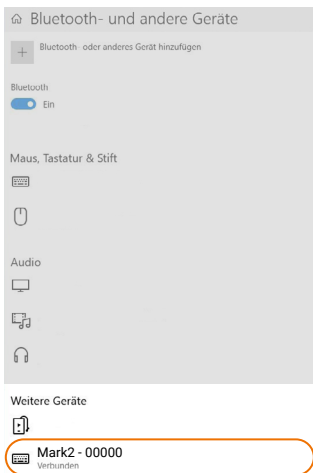 Bluetooth- und andere Geräte
Bluetooth- oder anderes Gerät hinzufügen
Bluetooth
Ein
Maus, Tastatur & Stift
Audio
Weitere Geräte
Mark2 - 00000
Verbunden